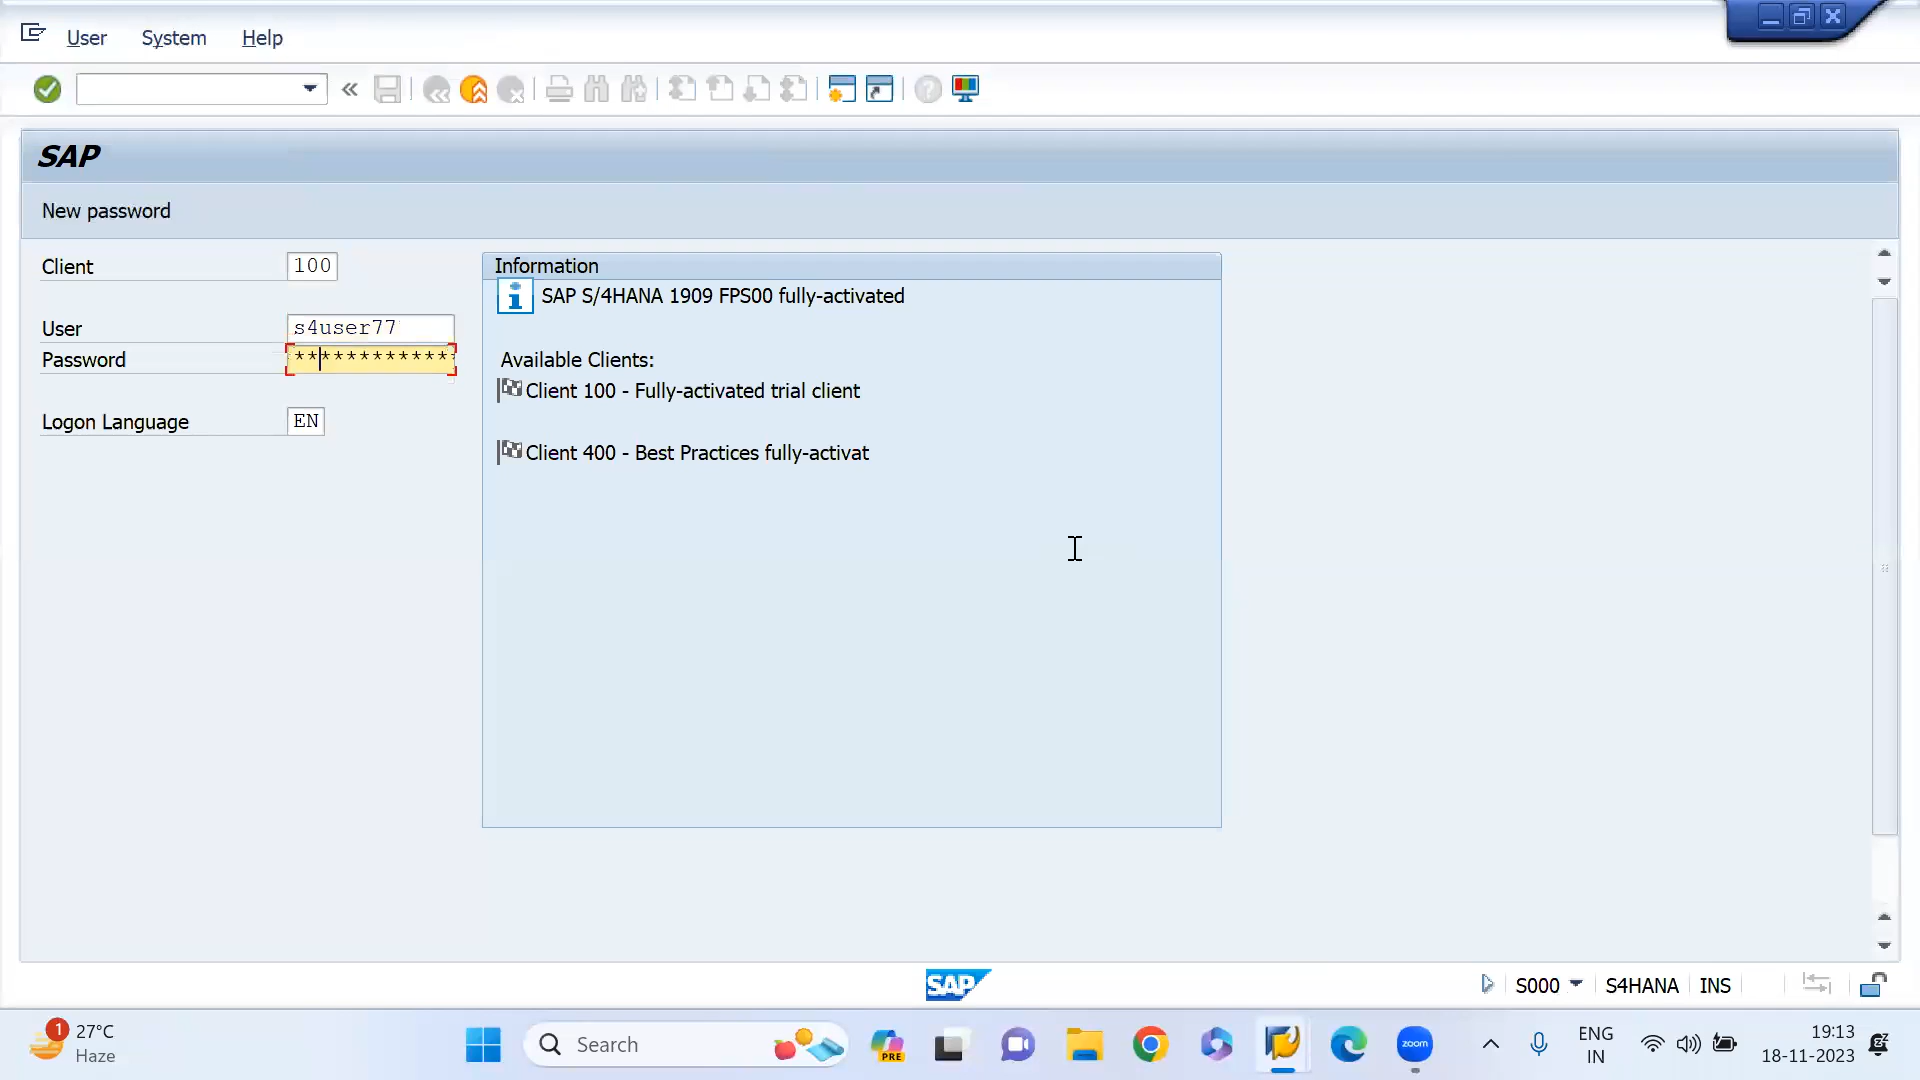 User System Help
SAP
New password
Client 100
User s4user77
Password *************
Logon Language EN
Information
SAP S/4HANA 1909 FPS00 fully-activated
Available Clients:
Client 100 - Fully-activated trial client
Client 400 - Best Practices fully-activat
SAP
S000 S4HANA INS
1
27°C
Haze
Search
PRE
zoom
ENG
IN
19:13
18-11-2023